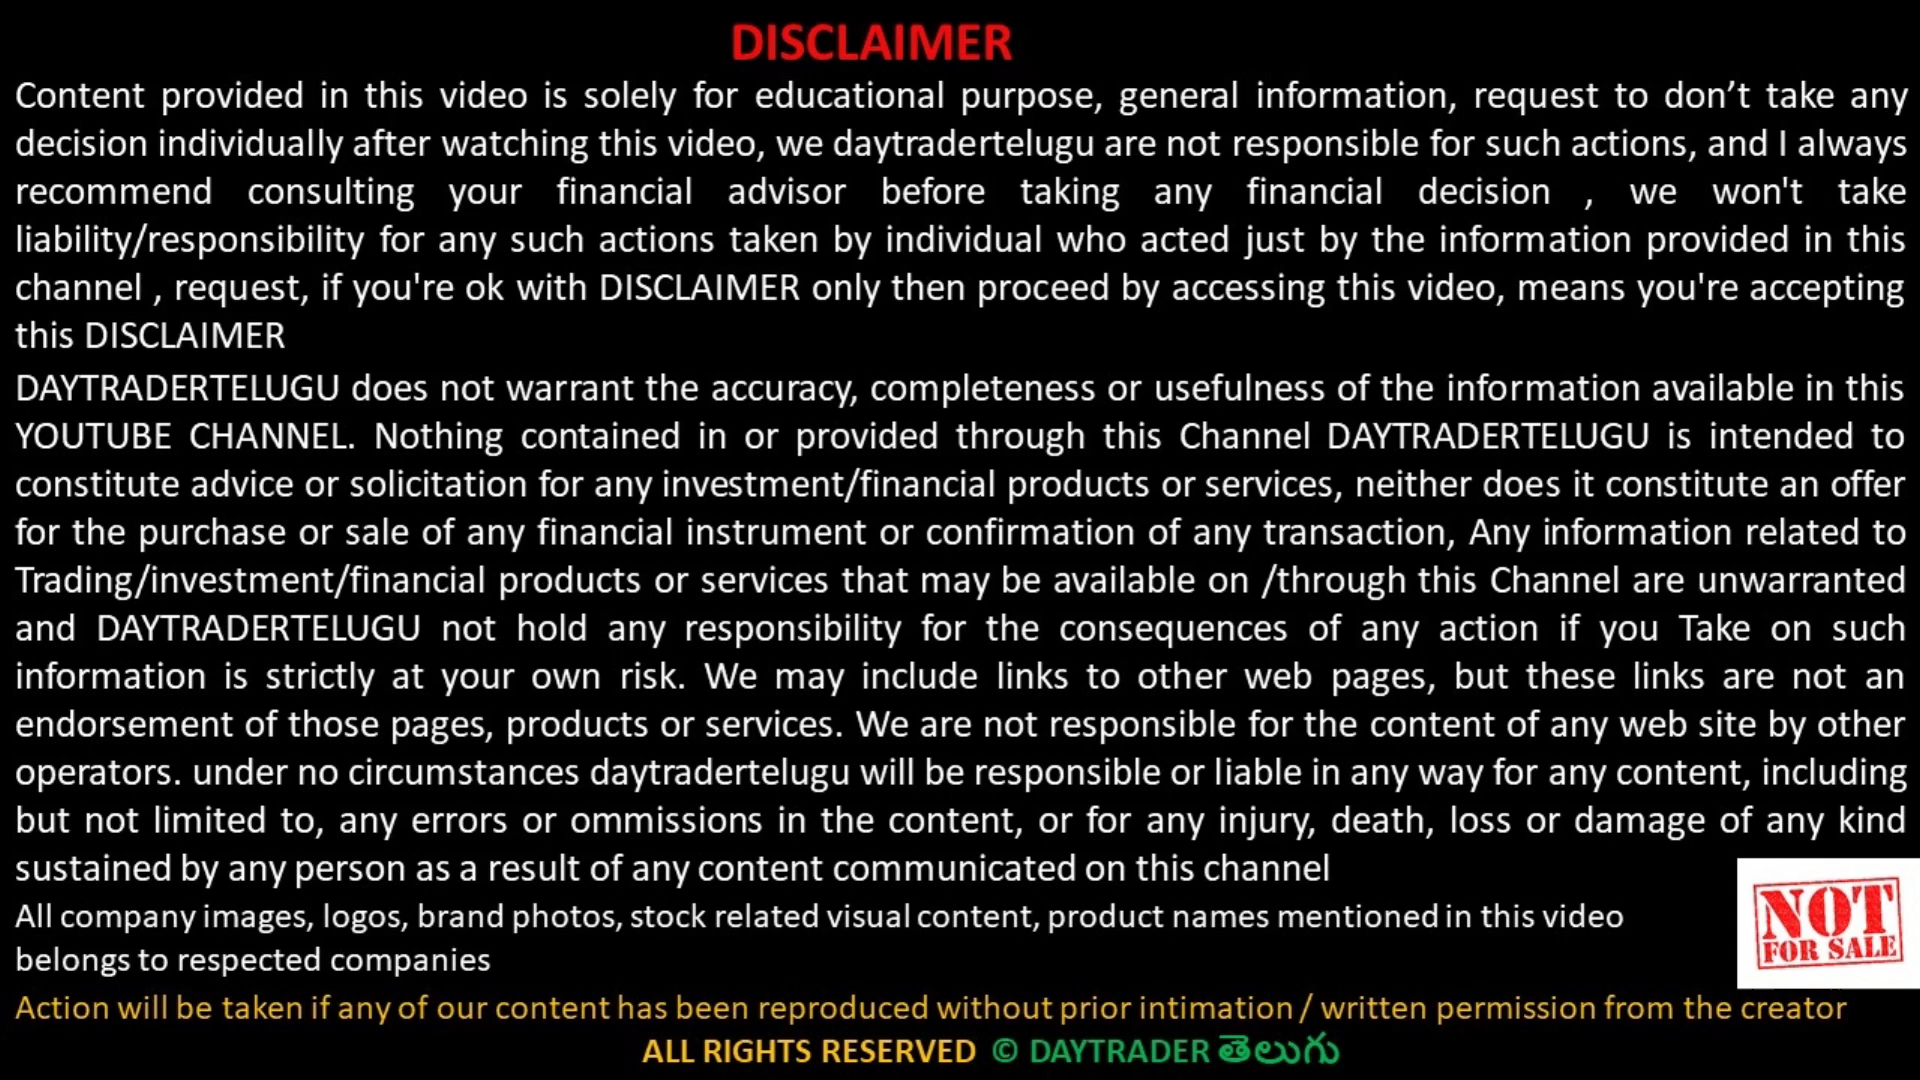 DISCLAIMER
Content provided in this video is solely for educational purpose, general information, request to don’t take any
decision individually after watching this video, we daytradertelugu are not responsible for such actions, and I always
recommend consulting your financial advisor before taking any financial decision , we won't take
liability/responsibility for any such actions taken by individual who acted just by the information provided in this
channel , request, if you're ok with DISCLAIMER only then proceed by accessing this video, means you're accepting
this DISCLAIMER
DAYTRADERTELUGU does not warrant the accuracy, completeness or usefulness of the information available in this
YOUTUBE CHANNEL. Nothing contained in or provided through this Channel DAYTRADERTELUGU is intended to
constitute advice or solicitation for any investment/financial products or services, neither does it constitute an offer
for the purchase or sale of any financial instrument or confirmation of any transaction, Any information related to
Trading/investment/financial products or services that may be available on /through this Channel are unwarranted
and DAYTRADERTELUGU not hold any responsibility for the consequences of any action if you Take on such
information is strictly at your own risk. We may include links to other web pages, but these links are not an
endorsement of those pages, products or services. We are not responsible for the content of any web site by other
operators. under no circumstances daytradertelugu will be responsible or liable in any way for any content, including
but not limited to, any errors or ommissions in the content, or for any injury, death, loss or damage of any kind
sustained by any person as a result of any content communicated on this channel
All company images, logos, brand photos, stock related visual content, product names mentioned in this video
belongs to respected companies
NOT
FOR SALE
Action will be taken if any of our content has been reproduced without prior intimation / written permission from the creator
ALL RIGHTS RESERVED © DAYTRADER తెలుగు